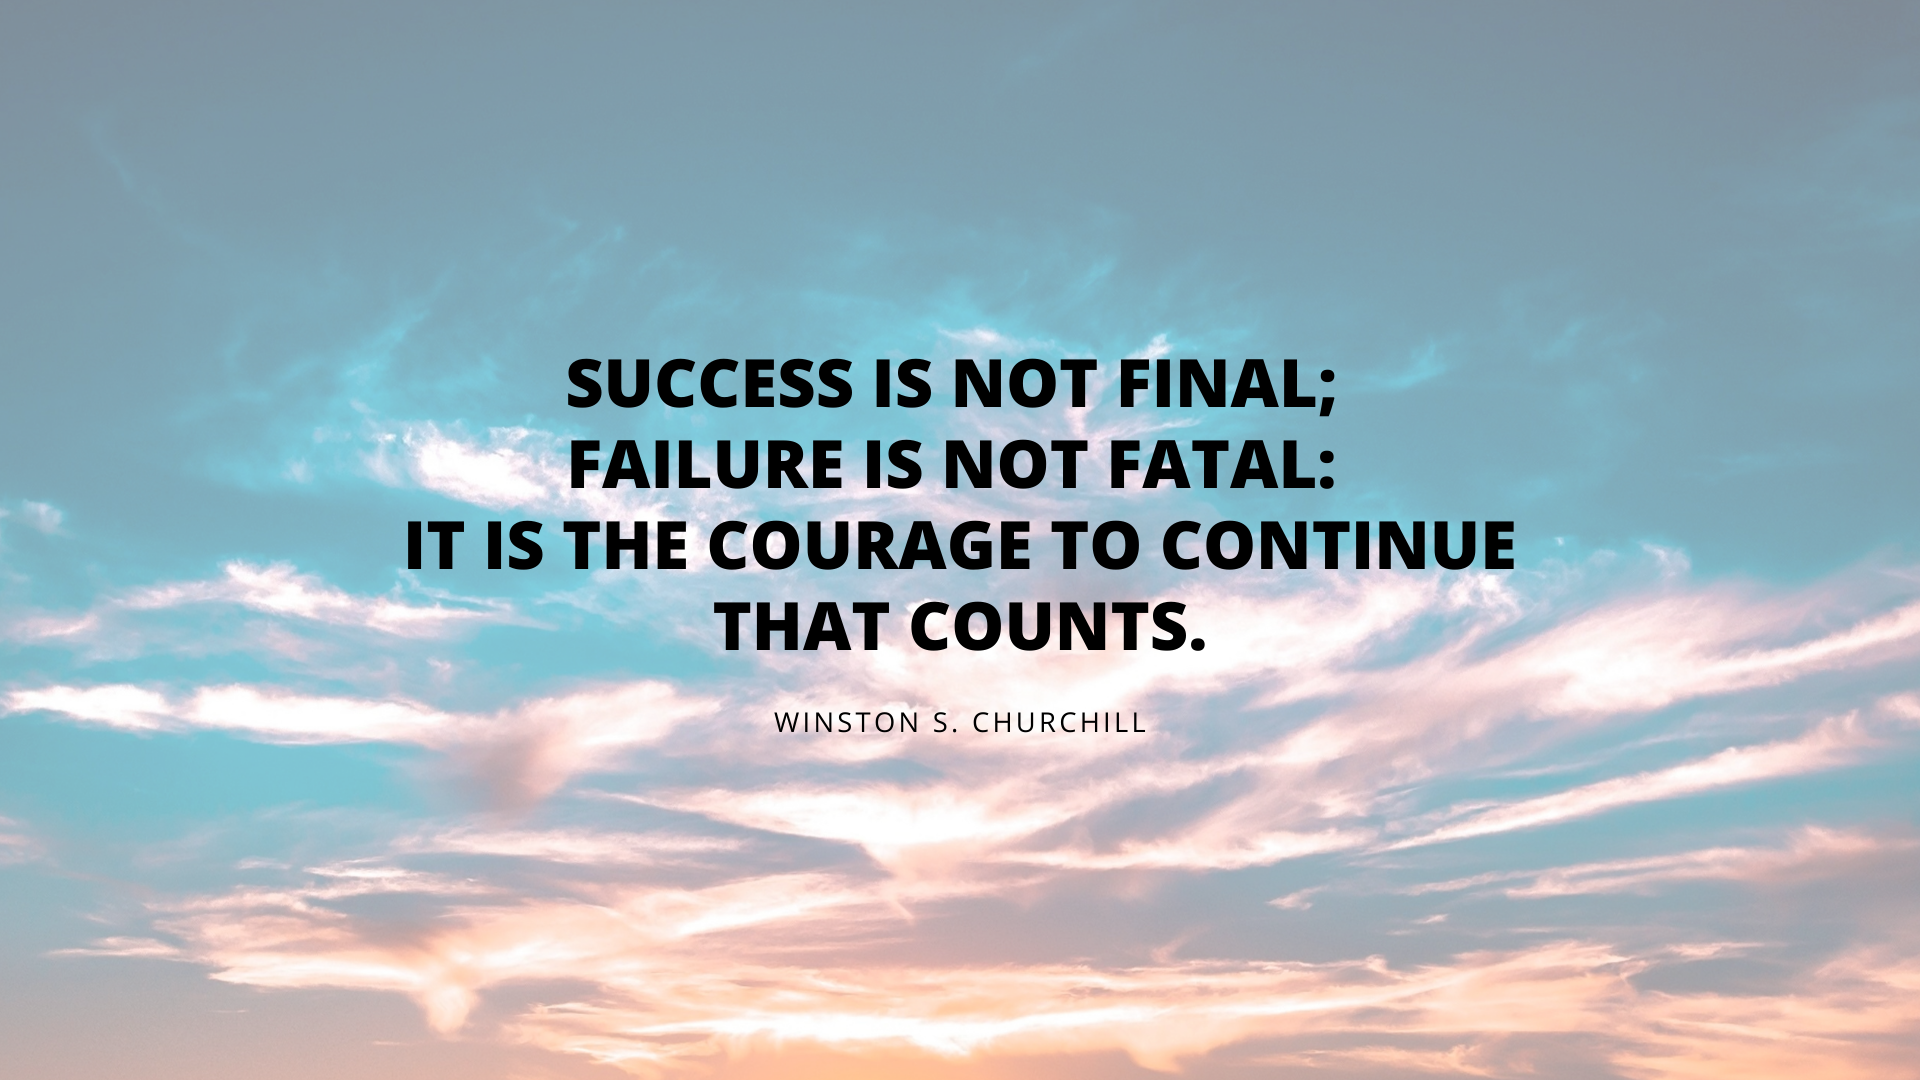 SUCCESS IS NOT FINAL;
FAILURE IS NOT FATAL:
IT IS THE COURAGE TO CONTINUE
THAT COUNTS.
WINSTON S. CHURCHILL